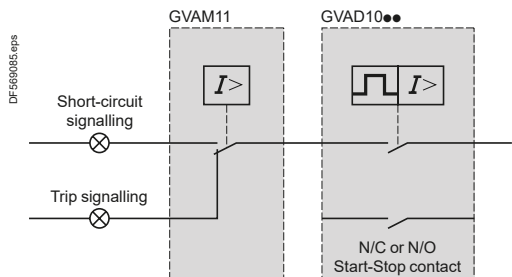 GVAM11
GVAD10●●
DF569085.eps
I>
I>
Short-circuit
signalling
Trip signalling
N/C or N/O
Start-Stop contact